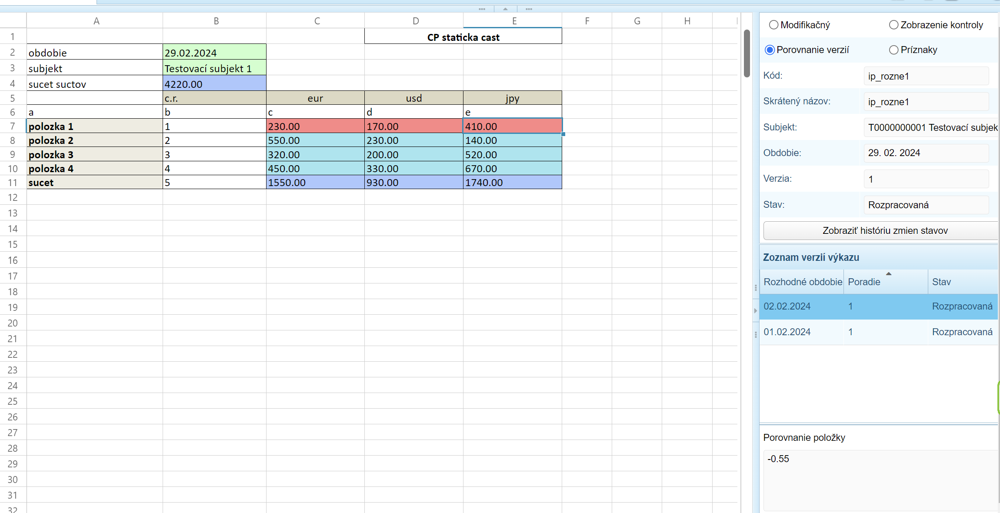 A B C D E F G H
1 CP staticka cast
2 obdobie 29.02.2024
3 subjekt Testovací subjekt 1
4 sucet suctov 4220.00
5 c.r. eur usd jpy
6 a b c d e
7 polozka 1 1 230.00 170.00 410.00
8 polozka 2 2 550.00 230.00 140.00
9 polozka 3 3 320.00 200.00 520.00
10 polozka 4 4 450.00 330.00 670.00
11 sucet 5 1550.00 930.00 1740.00
12
13
14
15
16
17
18
19
20
21
22
23
24
25
26
27
28
29
30
31
32
Modifikačný Zobrazenie kontroly
Porovnanie verzií Príznaky
Kód: ip_rozne1
Skrátený názov: ip_rozne1
Subjekt: T0000000001 Testovací subjek
Obdobie: 29. 02. 2024
Verzia: 1
Stav: Rozpracovaná
Zobraziť históriu zmien stavov
Zoznam verzií výkazu
Rozhodné obdobie Poradie Stav
02.02.2024 1 Rozpracovaná
01.02.2024 1 Rozpracovaná
Porovnanie položky
-0.55